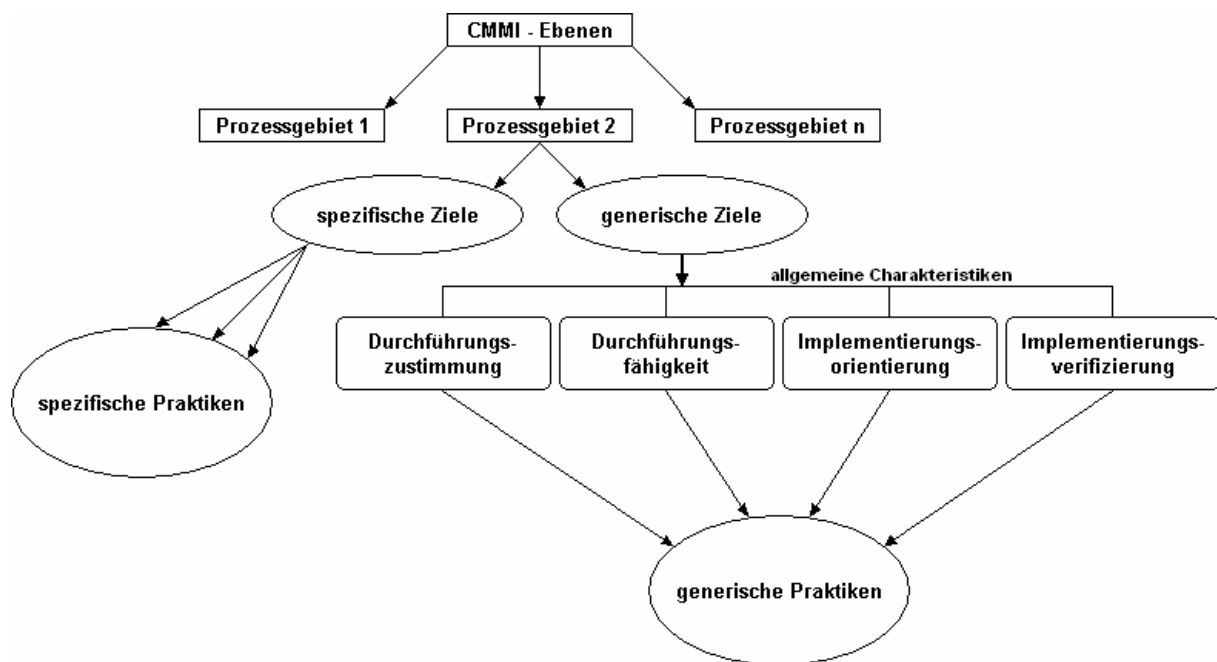 CMMI - Ebenen
Prozessgebiet 1
Prozessgebiet 2
Prozessgebiet n
spezifische Ziele
generische Ziele
allgemeine Charakteristiken
Durchführungs-
zustimmung
Durchführungs-
fähigkeit
Implementierungs-
orientierung
Implementierungs-
verifizierung
spezifische Praktiken
generische Praktiken